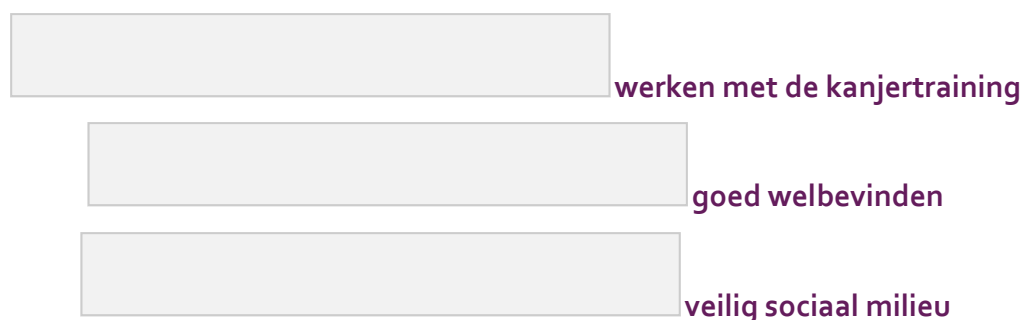 werken met de kanjertraining
goed welbevinden
veilig sociaal milieu